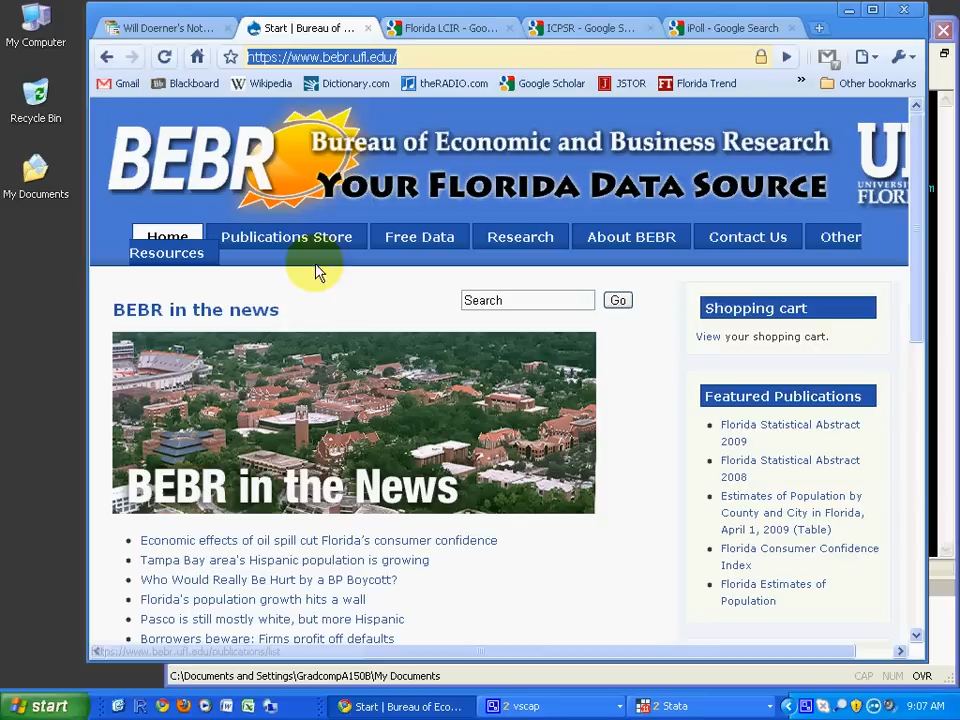 My Computer
Recycle Bin
My Documents
Will Doerner's Not...
Start | Bureau of ...
Florida LCIR - Goo...
ICPSR - Google S...
iPoll - Google Search
https://www.bebr.ufl.edu/
Gmail
Blackboard
Wikipedia
Dictionary.com
theRADIO.com
Google Scholar
JSTOR
Florida Trend
»
Other bookmarks
BEBR
Bureau of Economic and Business Research
YOUR FLORIDA DATA SOURCE
Home
Publications Store
Free Data
Research
About BEBR
Contact Us
Other
Resources
BEBR in the news
Search
Go
Shopping cart
View your shopping cart.
BEBR in the News
Featured Publications
Florida Statistical Abstract
2009
Florida Statistical Abstract
2008
Estimates of Population by
County and City in Florida,
April 1, 2009 (Table)
Florida Consumer Confidence
Index
Florida Estimates of
Population
Economic effects of oil spill cut Florida's consumer confidence
Tampa Bay area's Hispanic population is growing
Who Would Really Be Hurt by a BP Boycott?
Florida's population growth hits a wall
Pasco is still mostly white, but more Hispanic
Borrowers beware: Firms profit off defaults
https://www.bebr.ufl.edu/publications/list
C:\Documents and Settings\GradcompA150B\My Documents
CAP NUM OVR
start
Start | Bureau of Eco...
2 vscap
2 Stata
9:07 AM